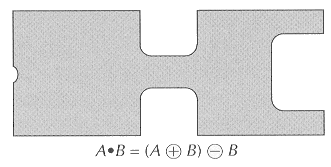 A•B = (A ⊕ B) ⊖ B